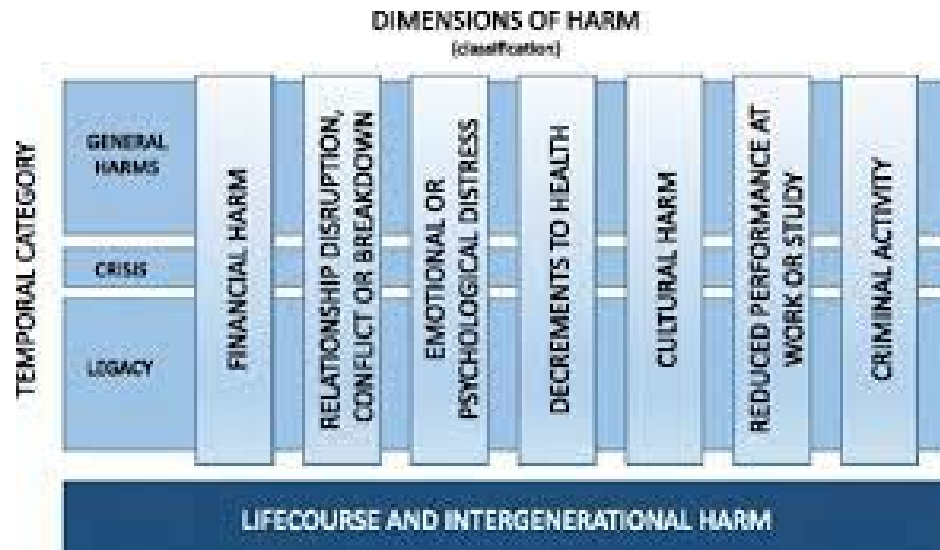 DIMENSIONS OF HARM
(classification)
TEMPORAL CATEGORY
GENERAL
HARMS
CRISIS
LEGACY
FINANCIAL HARM
RELATIONSHIP DISRUPTION,
CONFLICT OR BREAKDOWN
EMOTIONAL OR
PSYCHOLOGICAL DISTRESS
DECREMENTS TO HEALTH
CULTURAL HARM
REDUCED PERFORMANCE AT
WORK OR STUDY
CRIMINAL ACTIVITY
LIFECOURSE AND INTERGENERATIONAL HARM